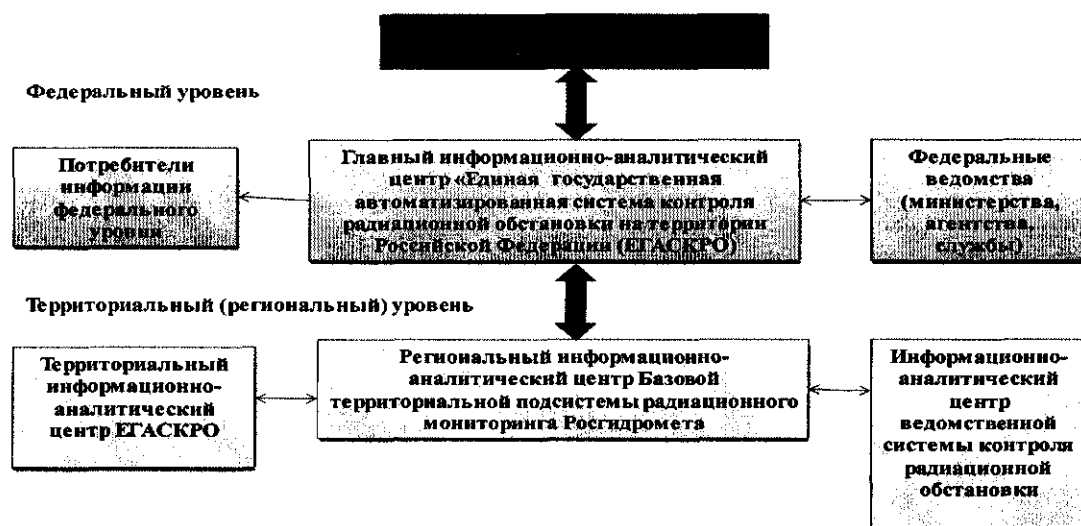 Федеральный уровень
Потребители
информации
федерального
уровня
Главный информационно-аналитический
центр «Единая государственная
автоматизированная система контроля
радиационной обстановки на территории
Российской Федерации (ЕГАСКРО)
Федеральные
ведомства
(министерства,
агентства,
службы)
Территориальный (региональный) уровень
Территориальный
информационно-
аналитический
центр ЕГАСКРО
Региональный информационно-
аналитический центр Базовой
территориальной подсистемы радиационного
мониторинга Росгидромета
Информационно-
аналитический
центр
ведомственной
системы контроля
радиационной
обстановки